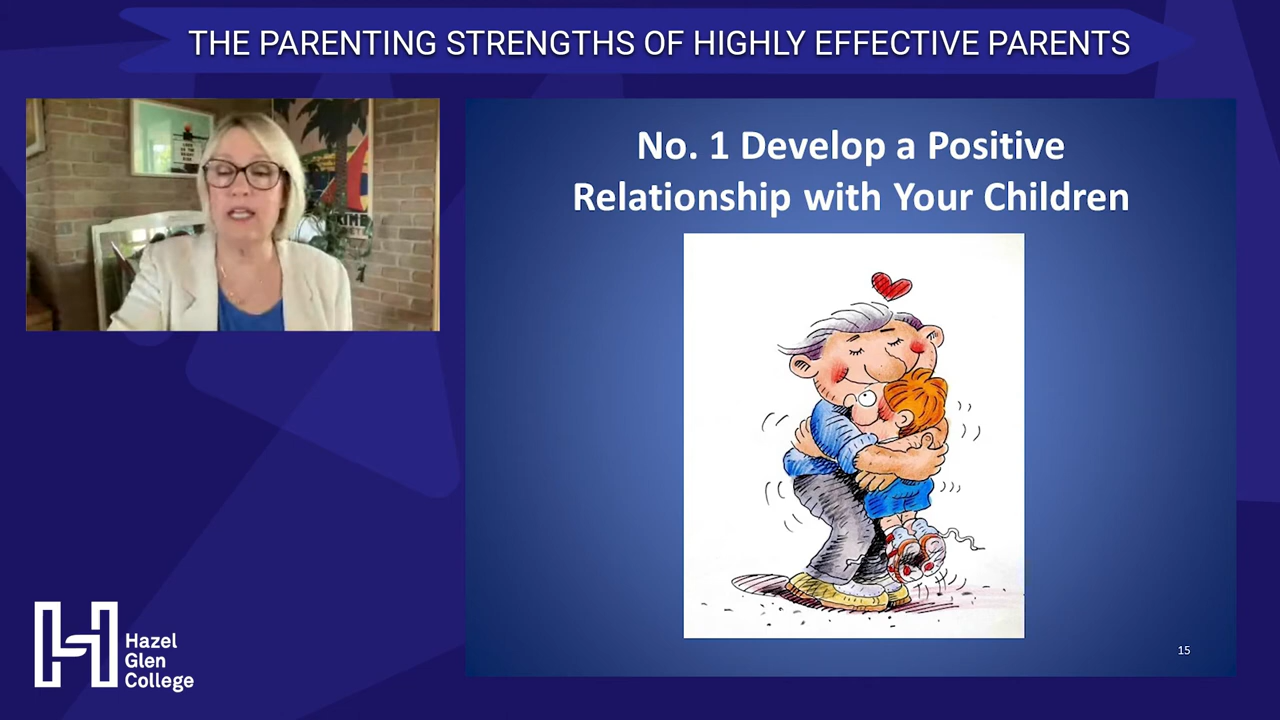 THE PARENTING STRENGTHS OF HIGHLY EFFECTIVE PARENTS
No. 1 Develop a Positive
Relationship with Your Children
15
Hazel
Glen
College